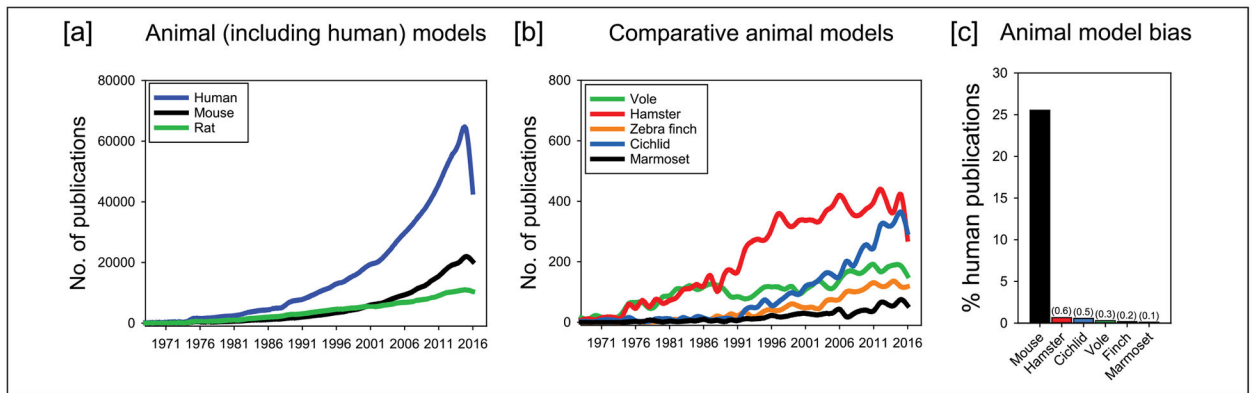 [a] Animal (including human) models
No. of publications
80000
60000
40000
20000
0
Human
Mouse
Rat
1971 1976 1981 1986 1991 1996 2001 2006 2011 2016
[b] Comparative animal models
No. of publications
800
600
400
200
0
Vole
Hamster
Zebra finch
Cichlid
Marmoset
1971 1976 1981 1986 1991 1996 2001 2006 2011 2016
[c] Animal model bias
% human publications
30
25
20
15
10
5
0
(0.6) (0.5) (0.3) (0.2) (0.1)
Mouse
Hamster
Cichlid
Vole
Finch
Marmoset